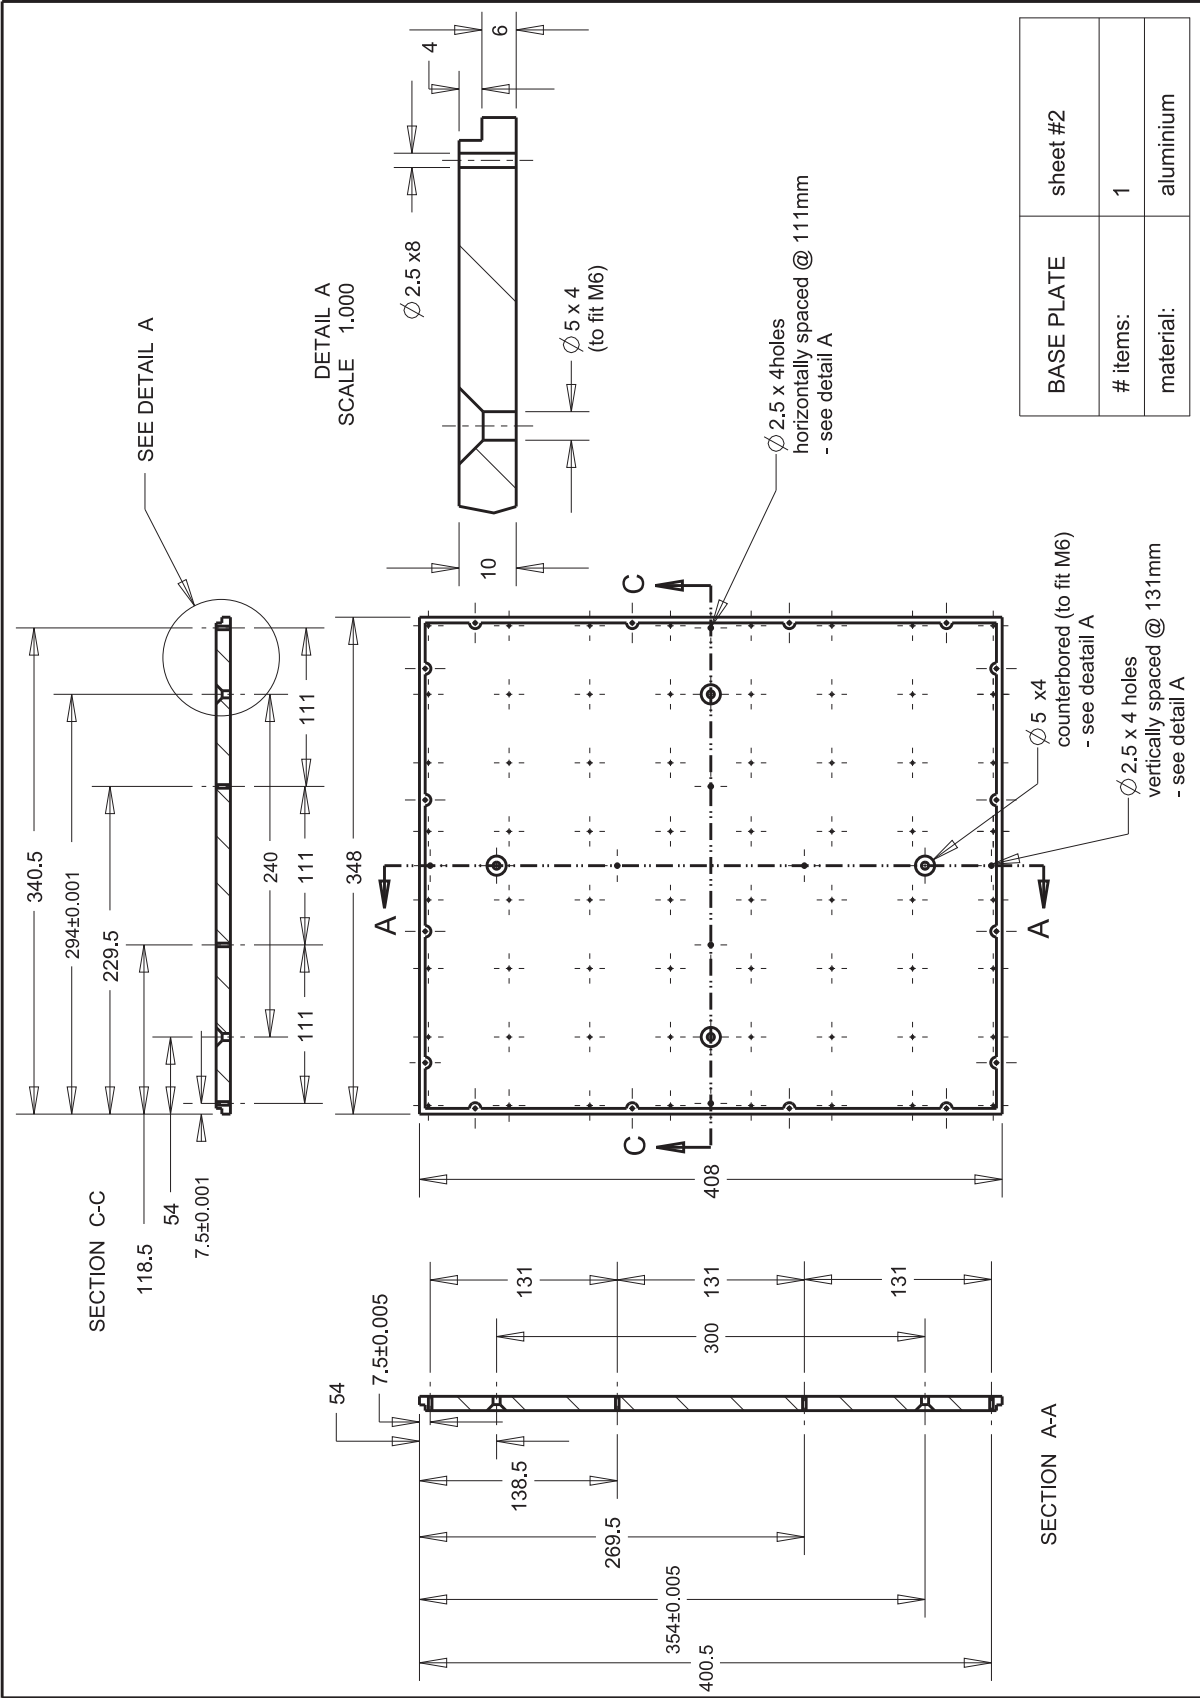 SECTION C-C
340.5
294±0.001
229.5
118.5
54
7.5±0.001
240
111
111
111
348
SEE DETAIL A
DETAIL A
SCALE 1.000
4
6
10
∅ 2.5 x8
∅ 5 x 4
(to fit M6)
∅ 2.5 x 4holes
horizontally spaced @ 111mm
- see detail A
C
C
A
A
408
∅ 5 x4
counterbored (to fit M6)
- see deatail A
∅ 2.5 x 4 holes
vertically spaced @ 131mm
- see detail A
54
7.5±0.005
138.5
269.5
354±0.005
400.5
131
131
131
300
SECTION A-A
BASE PLATE sheet #2
# items: 1
material: aluminium